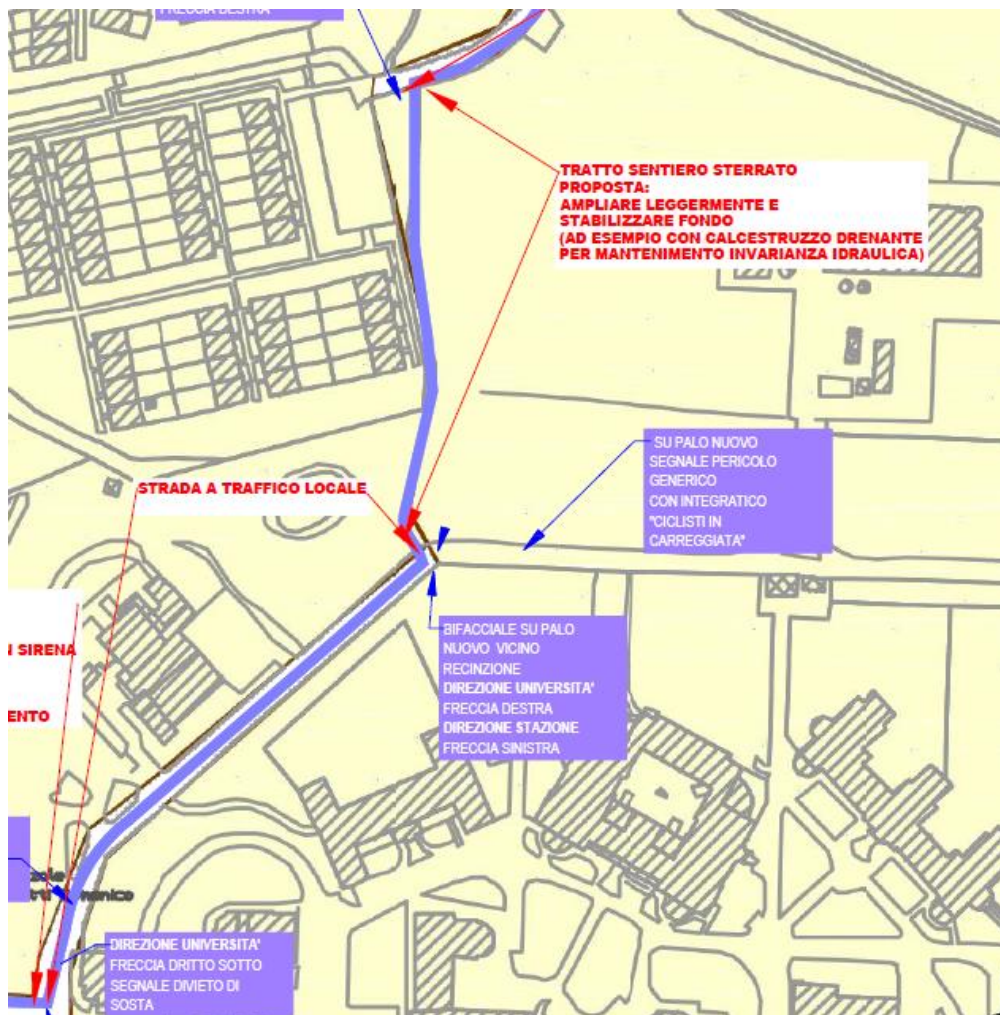 FRECCIA DESTRA
TRATTO SENTIERO STERRATO
PROPOSTA:
AMPLIARE LEGGERMENTE E
STABILIZZARE FONDO
(AD ESEMPIO CON CALCESTRUZZO DRENANTE
PER MANTENIMENTO INVARIANZA IDRAULICA)
SU PALO NUOVO
SEGNALE PERICOLO
GENERICO
CON INTEGRATICO
"CICLISTI IN
CARREGGIATA"
STRADA A TRAFFICO LOCALE
BIFACCIALE SU PALO
NUOVO VICINO
RECINZIONE
DIREZIONE UNIVERSITA'
FRECCIA DESTRA
DIREZIONE STAZIONE
FRECCIA SINISTRA
N SIRENA
ENTO
DIREZIONE UNIVERSITA'
FRECCIA DRITTO SOTTO
SEGNALE DIVIETO DI
SOSTA